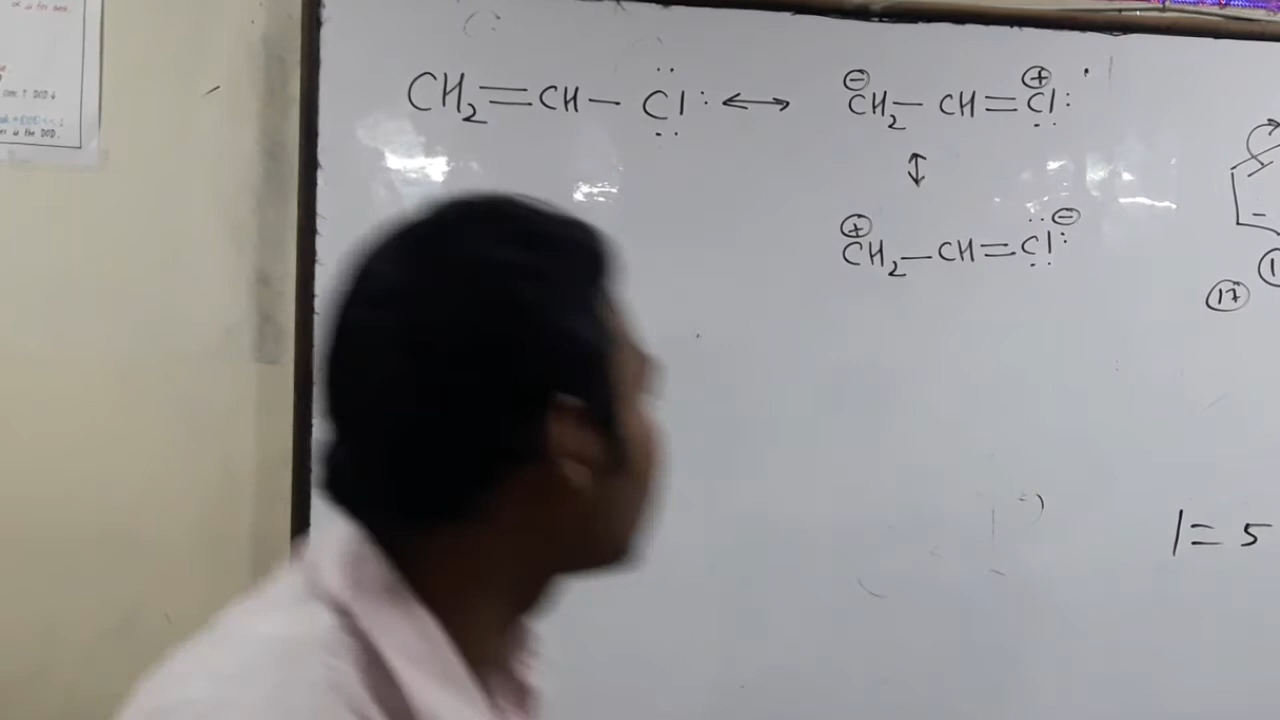 CH₂=CH–C̈l: ↔ ⊖CH₂–CH=Cl⊕:
↕
⊕CH₂–CH=Cl⊖:
17
1=5